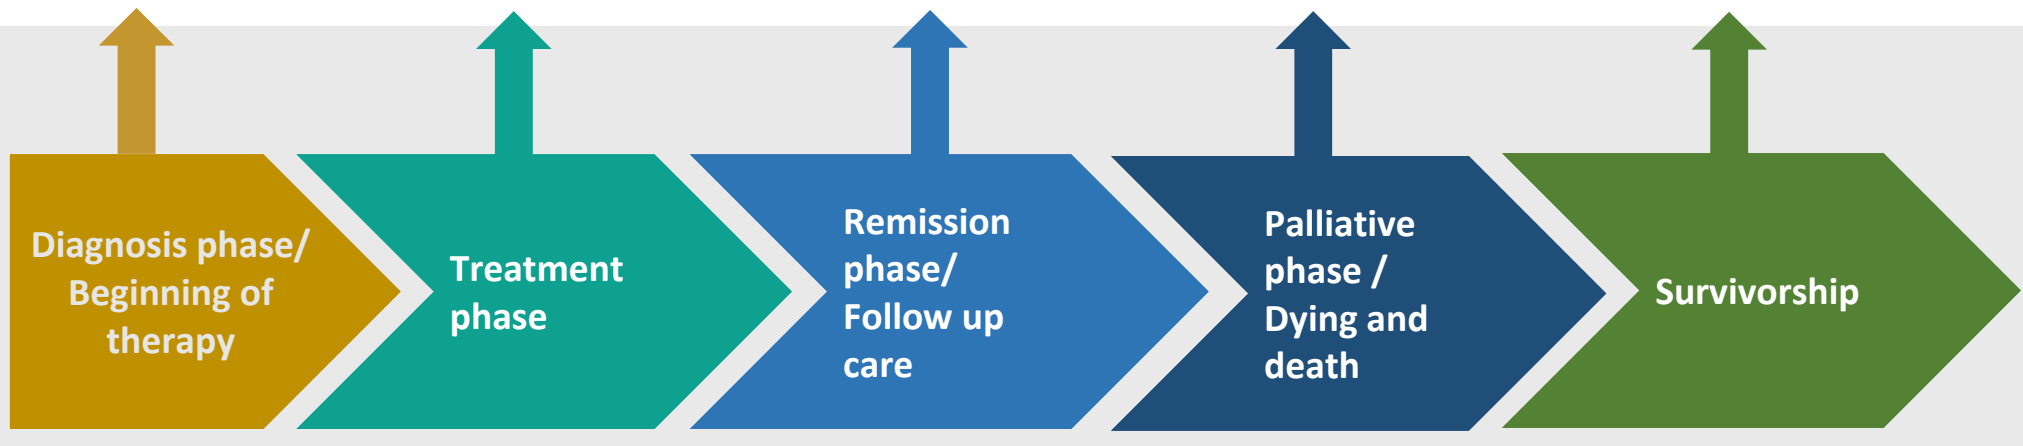 Diagnosis phase/
Beginning of
therapy
Treatment
phase
Remission
phase/
Follow up
care
Palliative
phase /
Dying and
death
Survivorship